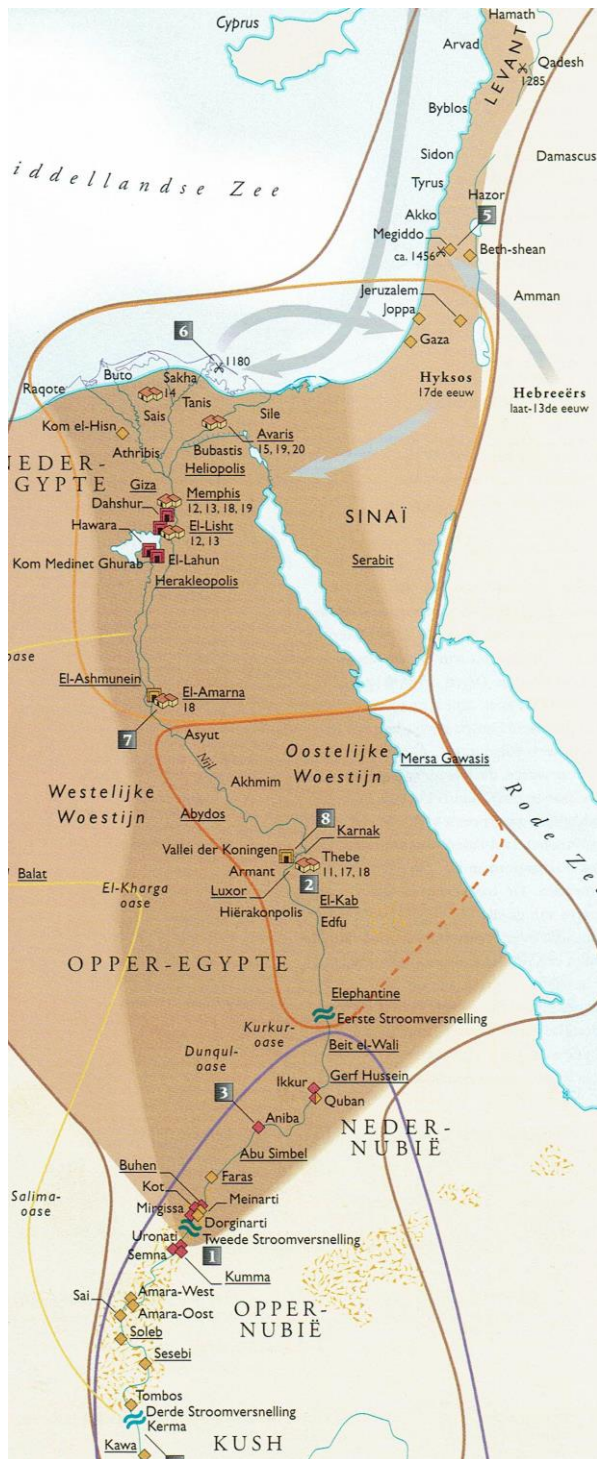 Cyprus
Hamath
Arvad
LEVANT
Qadesh
1285
Byblos
iddellandse Zee
Sidon
Damascus
Tyrus
Hazor
Akko
5
Megiddo
ca. 1456
Beth-shean
Jeruzalem
Amman
Joppa
6
Gaza
1180
Buto
Sakha
14
Hyksos
17de eeuw
Hebreeërs
laat-13de eeuw
Raqote
Tanis
Sais
Sile
Kom el-Hisn
Avaris
15, 19, 20
Athribis
Bubastis
NEDER-
GYPTE
Heliopolis
Giza
Memphis
12, 13, 18, 19
Dahshur
SINAÏ
El-Lisht
12, 13
Hawara
Serabit
Kom Medinet Ghurab
El-Lahun
Herakleopolis
ase
El-Ashmunein
El-Amarna
18
7
Asyut
Nijl
Oostelijke
Woestijn
Mersa Gawasis
Akhmim
Westelijke
Woestijn
Abydos
Rode Zee
8
Karnak
Vallei der Koningen
Thebe
11, 17, 18
Armant
Balat
El-Kharga
oase
Luxor
2
El-Kab
Hiërakonpolis
Edfu
OPPER-EGYPTE
Elephantine
Eerste Stroomversnelling
Kurkur-
oase
Beit el-Wali
Dunqul-
oase
Ikkur
Gerf Hussein
Quban
3
Aniba
NEDER-
NUBIË
Abu Simbel
Buhen
Faras
Kot
Salima-
oase
Mirgissa
Meinarti
Dorginarti
Uronati
Tweede Stroomversnelling
Semna
1
Kumma
Amara-West
Sai
Amara-Oost
OPPER-
NUBIË
Soleb
Sesebi
Tombos
Derde Stroomversnelling
Kerma
Kawa
KUSH